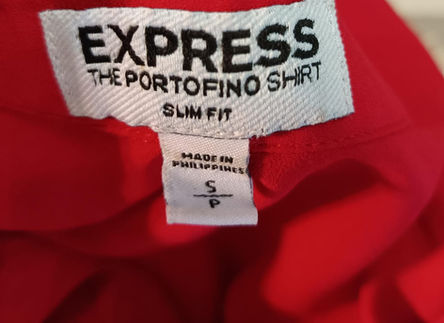 EXPRESS
THE PORTOFINO SHIRT
SLIM FIT
MADE IN
PHILIPPINES
S
P